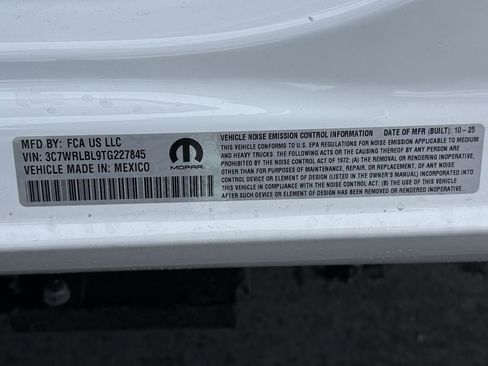 MFD BY: FCA US LLC
VIN: 3C7WRLBL9TG227845
VEHICLE MADE IN: MEXICO
MOPAR
VEHICLE NOISE EMISSION CONTROL INFORMATION DATE OF MFR (BUILT): 10-25
THIS VEHICLE CONFORMS TO U.S. EPA REGULATIONS FOR NOISE EMISSION APPLICABLE TO MEDIUM
AND HEAVY TRUCKS. THE FOLLOWING ACTS OR THE CAUSING THEREOF BY ANY PERSON ARE
PROHIBITED BY THE NOISE CONTROL ACT OF 1972: (A) THE REMOVING OR RENDERING INOPERATIVE,
OTHER THAN FOR PURPOSES OF MAINTENANCE, REPAIR, OR REPLACEMENT, OF ANY NOISE
CONTROL DEVICE OR ELEMENT OF DESIGN (LISTED IN THE OWNER'S MANUAL) INCORPORATED INTO
THIS VEHICLE IN COMPLIANCE WITH THE NOISE CONTROL ACT: (B) THE USE OF THIS VEHICLE
AFTER SUCH DEVICE OR ELEMENT OF DESIGN HAS BEEN REMOVED OR RENDERED INOPERATIVE.